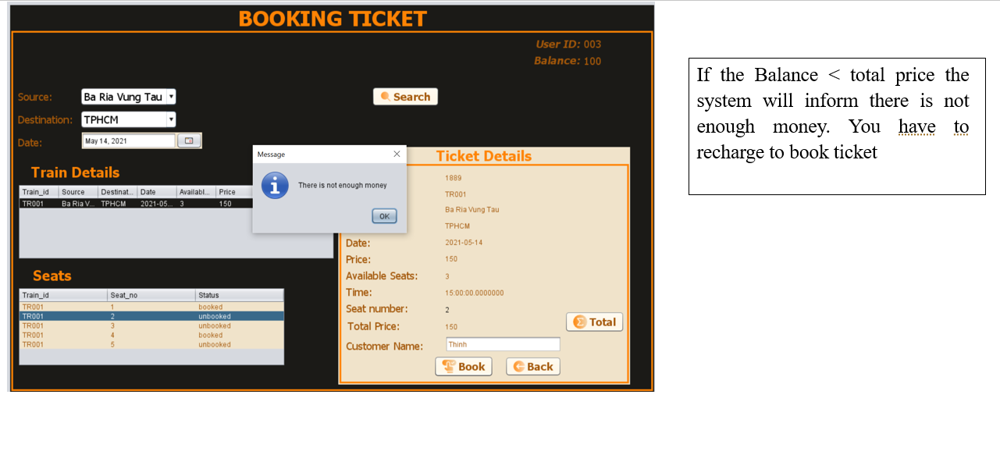 BOOKING TICKET
User ID: 003
Balance: 100
Source: Ba Ria Vung Tau
Search
Destination: TPHCM
Date: May 14, 2021
Message
There is not enough money
OK
Train Details
Train_id Source Destinat... Date Availabl... Price
TR001 Ba Ria V... TPHCM 2021-05... 3 150
Seats
Train_id Seat_no Status
TR001 1 booked
TR001 2 unbooked
TR001 3 unbooked
TR001 4 booked
TR001 5 unbooked
Ticket Details
1889
TR001
Ba Ria Vung Tau
TPHCM
Date: 2021-05-14
Price: 150
Available Seats: 3
Time: 15:00:00.0000000
Seat number: 2
Total Price: 150
Total
Customer Name: Thinh
Book Back
If the Balance < total price the
system will inform there is not
enough money. You have to
recharge to book ticket